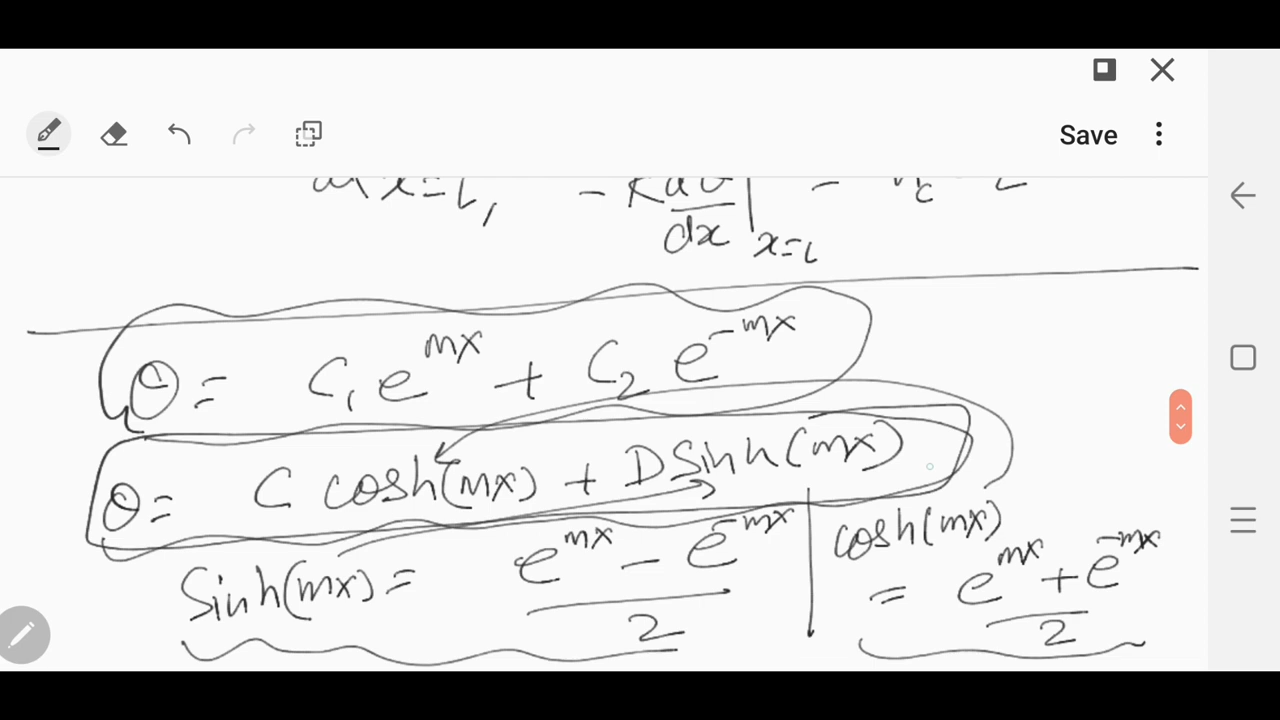 Save
x=L, - k dθ/dx | x=L =
θ = C₁ e^mx + C₂ e^-mx
θ = C cosh(mx) + D Sinh(mx)
Sinh(mx) = e^mx - e^-mx / 2
cosh(mx) = e^mx + e^-mx / 2